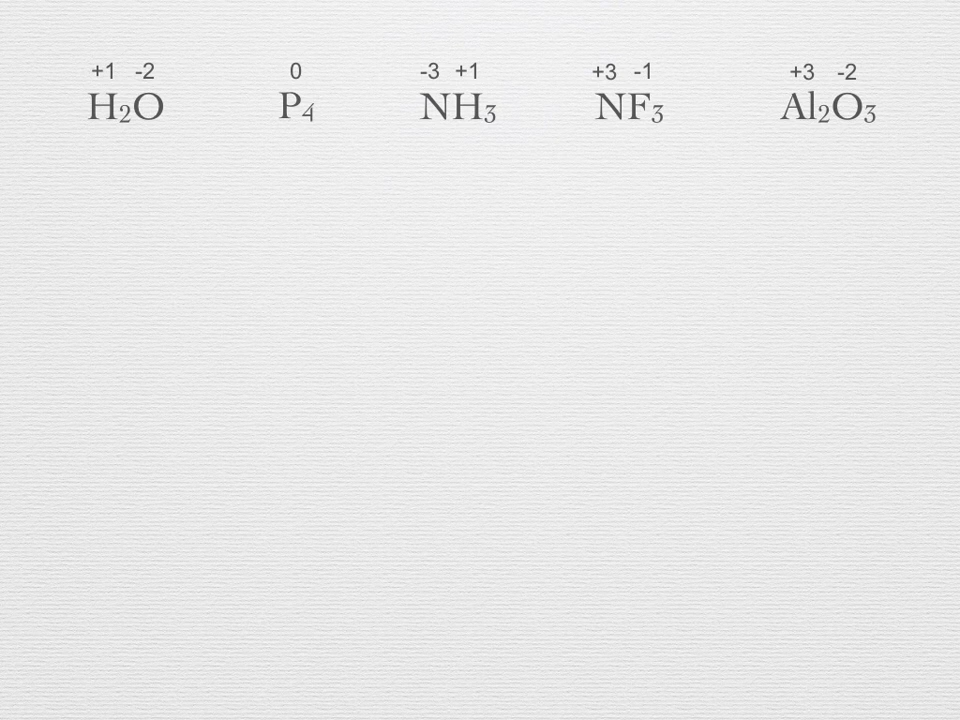 +1 -2 0 -3 +1 +3 -1 +3 -2
H₂O P₄ NH₃ NF₃ Al₂O₃